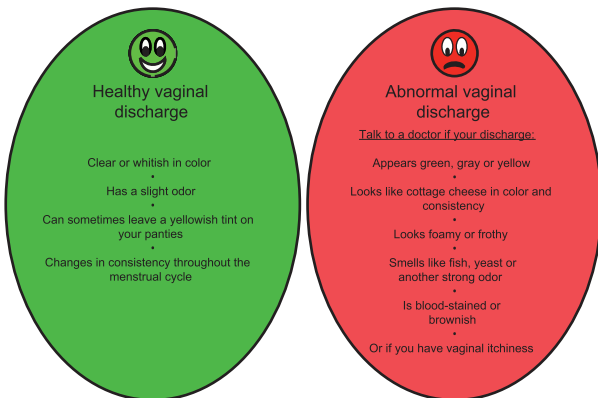 Healthy vaginal
discharge
Clear or whitish in color
•
Has a slight odor
•
Can sometimes leave a yellowish tint on
your panties
•
Changes in consistency throughout the
menstrual cycle
Abnormal vaginal
discharge
Talk to a doctor if your discharge:
Appears green, gray or yellow
•
Looks like cottage cheese in color and
consistency
•
Looks foamy or frothy
•
Smells like fish, yeast or
another strong odor
•
Is blood-stained or
brownish
•
Or if you have vaginal itchiness